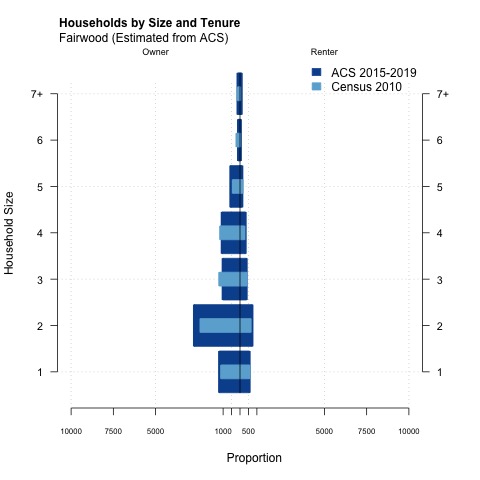 Households by Size and Tenure
Fairwood (Estimated from ACS)
Owner
Renter
ACS 2015-2019
Census 2010
7+
7+
6
6
5
5
4
4
3
3
2
2
1
1
Household Size
10000 7500 5000 1000 500 5000 7500 10000
Proportion